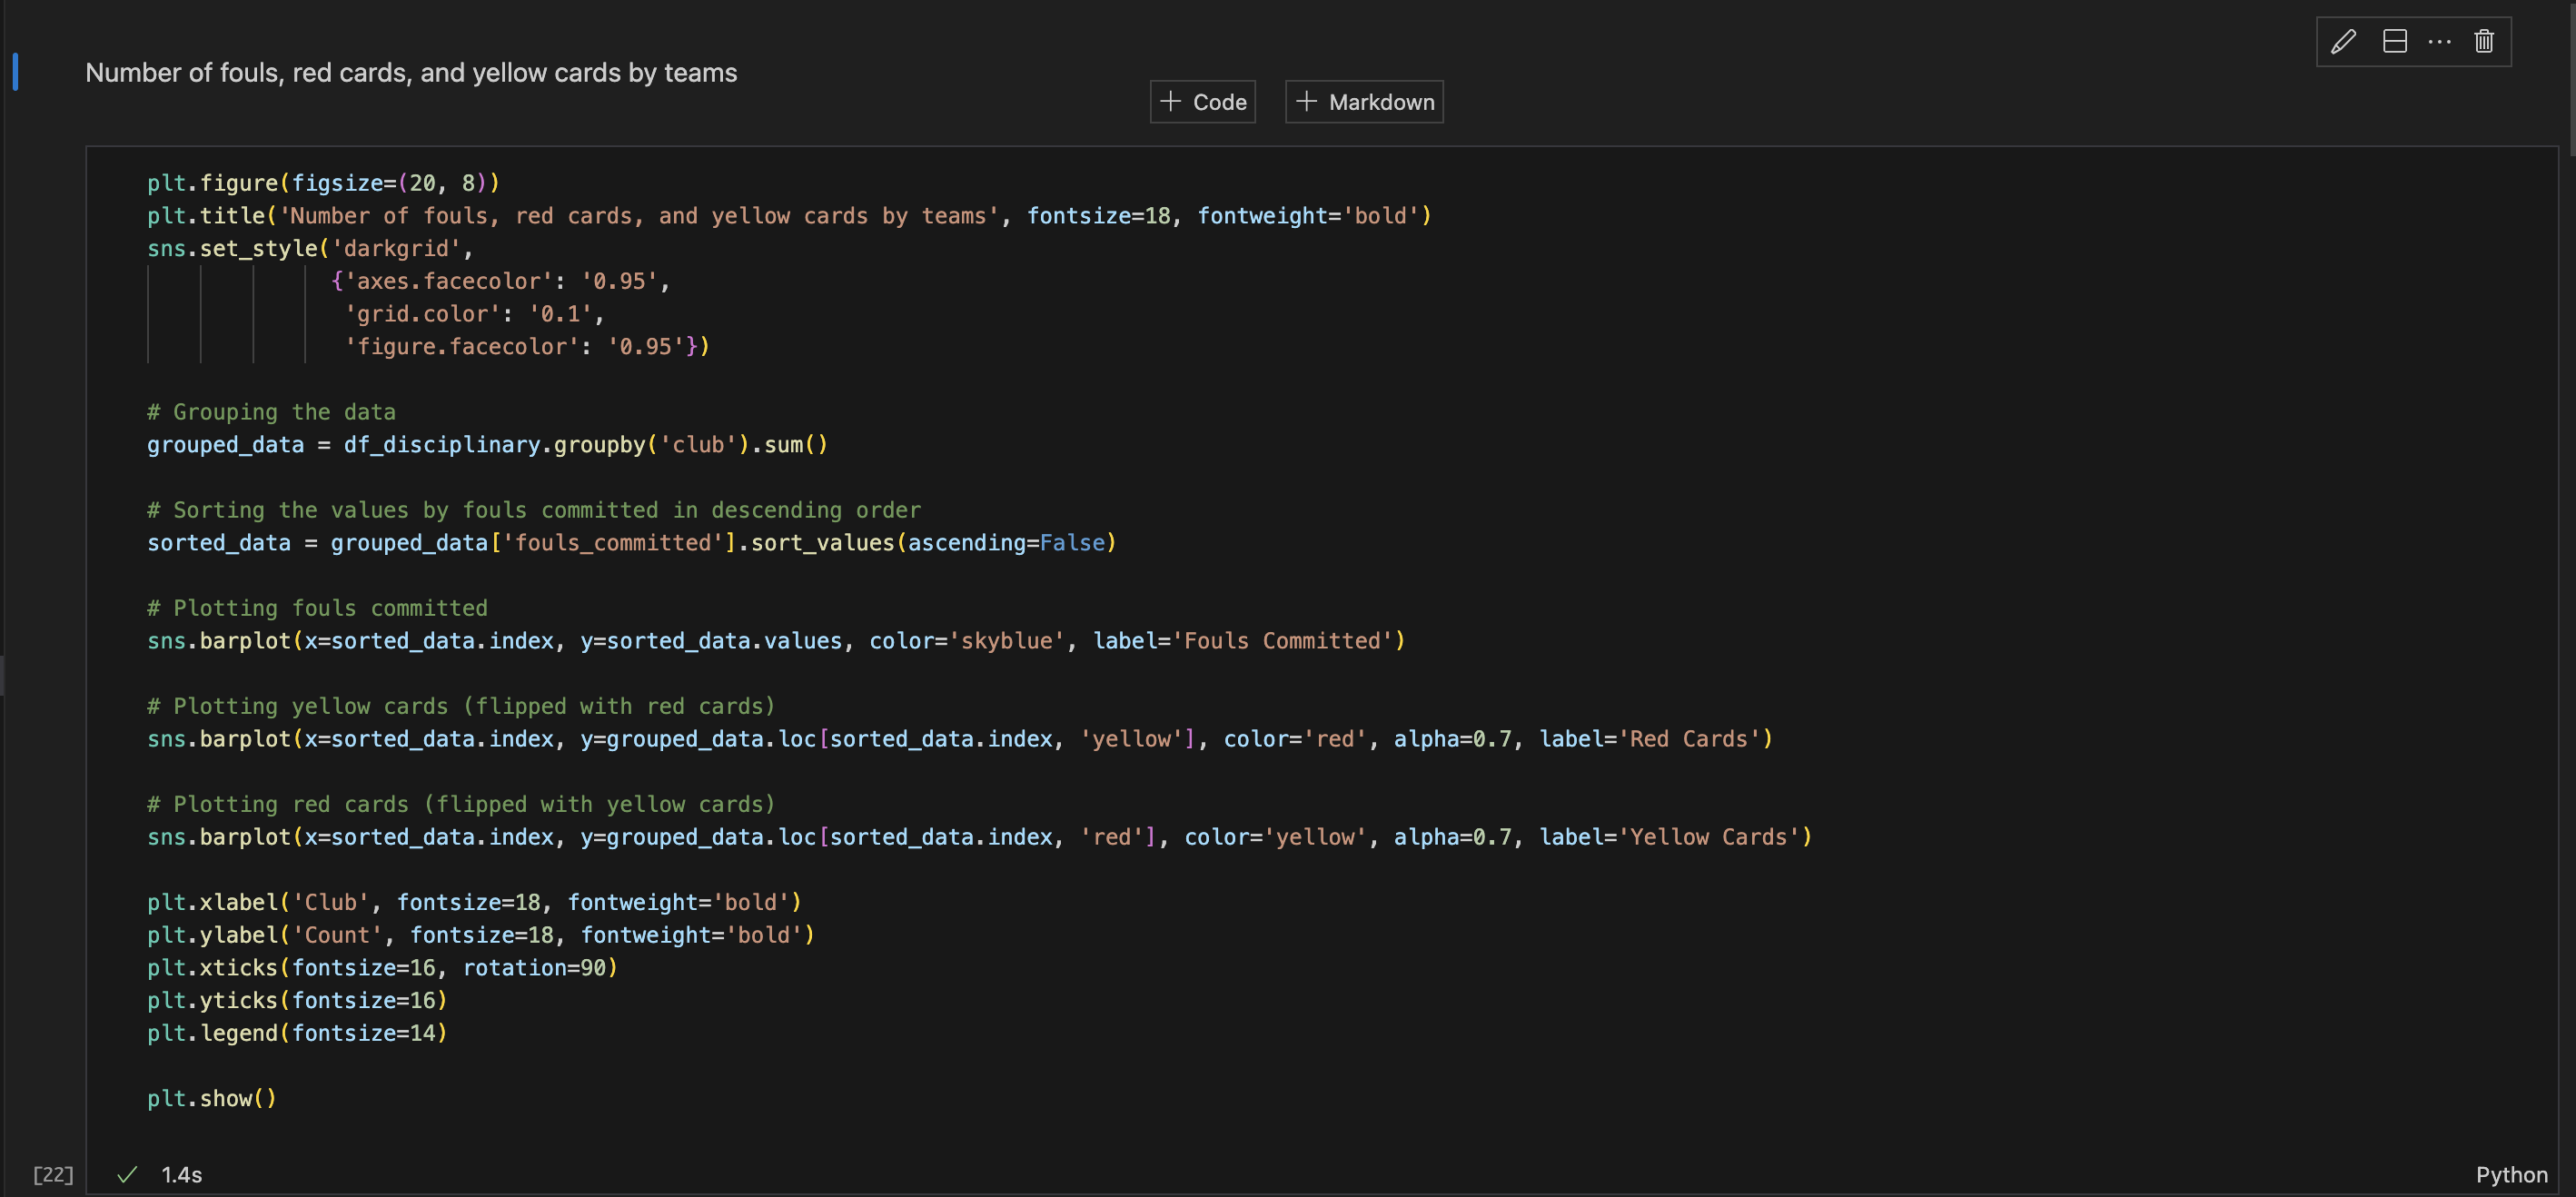 Number of fouls, red cards, and yellow cards by teams
+ Code
+ Markdown
plt.figure(figsize=(20, 8))
plt.title('Number of fouls, red cards, and yellow cards by teams', fontsize=18, fontweight='bold')
sns.set_style('darkgrid',
              {'axes.facecolor': '0.95',
               'grid.color': '0.1',
               'figure.facecolor': '0.95'})
# Grouping the data
grouped_data = df_disciplinary.groupby('club').sum()
# Sorting the values by fouls committed in descending order
sorted_data = grouped_data['fouls_committed'].sort_values(ascending=False)
# Plotting fouls committed
sns.barplot(x=sorted_data.index, y=sorted_data.values, color='skyblue', label='Fouls Committed')
# Plotting yellow cards (flipped with red cards)
sns.barplot(x=sorted_data.index, y=grouped_data.loc[sorted_data.index, 'yellow'], color='red', alpha=0.7, label='Red Cards')
# Plotting red cards (flipped with yellow cards)
sns.barplot(x=sorted_data.index, y=grouped_data.loc[sorted_data.index, 'red'], color='yellow', alpha=0.7, label='Yellow Cards')
plt.xlabel('Club', fontsize=18, fontweight='bold')
plt.ylabel('Count', fontsize=18, fontweight='bold')
plt.xticks(fontsize=16, rotation=90)
plt.yticks(fontsize=16)
plt.legend(fontsize=14)
plt.show()
[22] ✓ 1.4s
Python